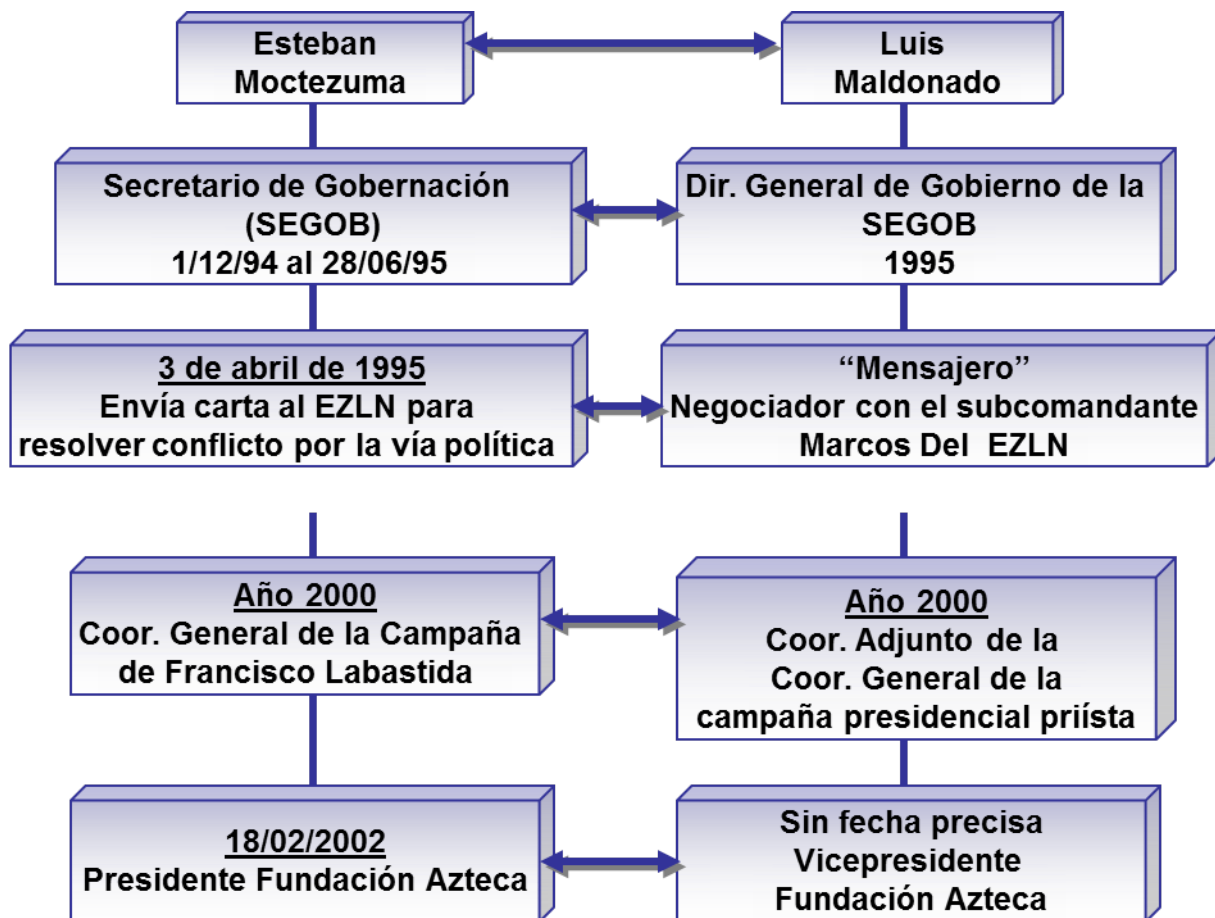 Esteban
Moctezuma
Luis
Maldonado
Secretario de Gobernación
(SEGOB)
1/12/94 al 28/06/95
Dir. General de Gobierno de la
SEGOB
1995
3 de abril de 1995
Envía carta al EZLN para
resolver conflicto por la vía política
“Mensajero”
Negociador con el subcomandante
Marcos Del EZLN
Año 2000
Coor. General de la Campaña
de Francisco Labastida
Año 2000
Coor. Adjunto de la
Coor. General de la
campaña presidencial priísta
18/02/2002
Presidente Fundación Azteca
Sin fecha precisa
Vicepresidente
Fundación Azteca